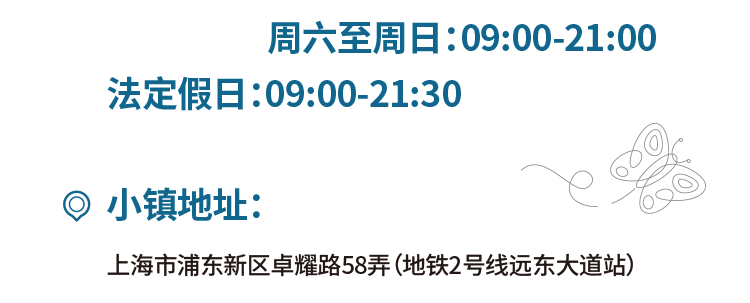 周六至周日：09:00-21:00
法定假日：09:00-21:30
小镇地址：
上海市浦东新区卓耀路58弄（地铁2号线远东大道站）